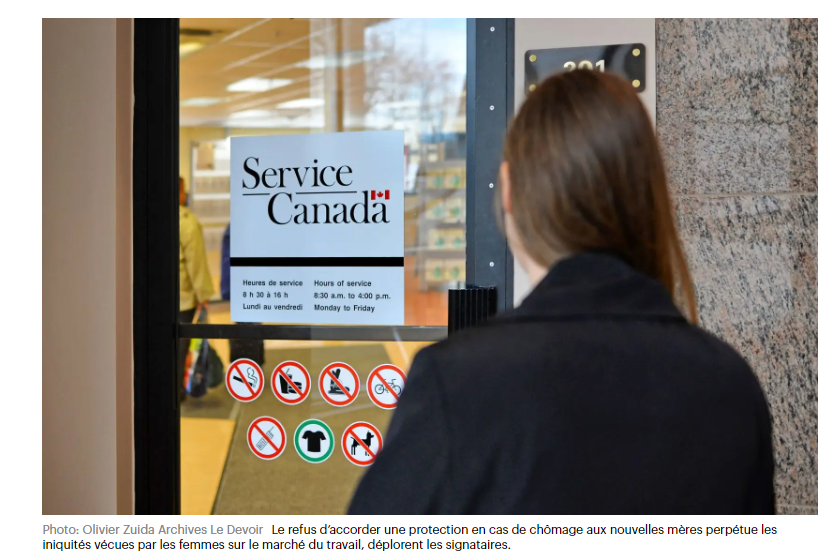 201
Service
Canada
Heures de service
8 h 30 à 16 h
Lundi au vendredi
Hours of service
8:30 a.m. to 4:00 p.m.
Monday to Friday
Photo: Olivier Zuida Archives Le Devoir Le refus d’accorder une protection en cas de chômage aux nouvelles mères perpétue les
iniquités vécues par les femmes sur le marché du travail, déplorent les signataires.